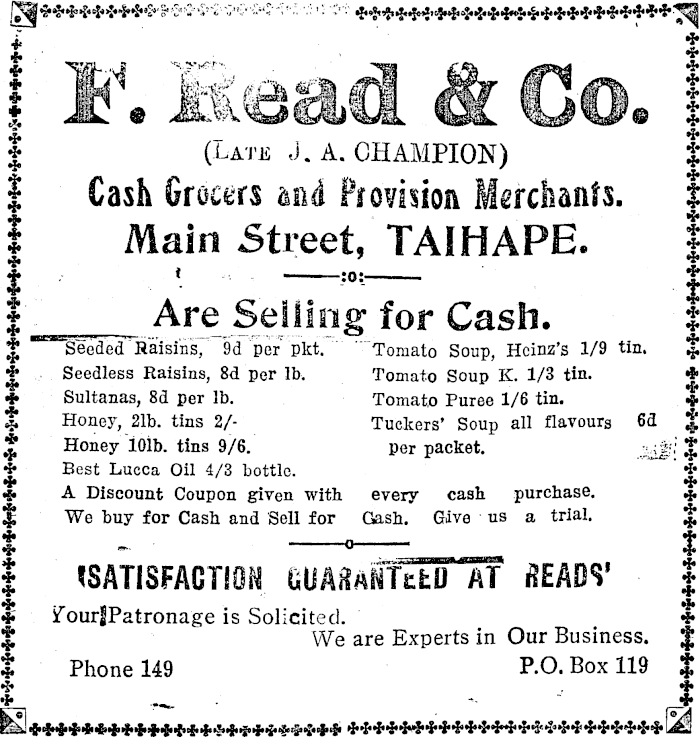 F. Read & Co.
(LATE J. A. CHAMPION)
Cash Grocers and Provision Merchants.
Main Street, TAIHAPE.
:o:
Are Selling for Cash.
Seeded Raisins, 9d per pkt.
Seedless Raisins, 8d per lb.
Sultanas, 8d per lb.
Honey, 2lb. tins 2/-
Honey 10lb. tins 9/6.
Best Lucca Oil 4/3 bottle.
Tomato Soup, Heinz's 1/9 tin.
Tomato Soup K. 1/3 tin.
Tomato Puree 1/6 tin.
Tuckers' Soup all flavours 6d
per packet.
A Discount Coupon given with every cash purchase.
We buy for Cash and Sell for Cash. Give us a trial.
o
'SATISFACTION GUARANTEED AT READS'
Your Patronage is Solicited.
We are Experts in Our Business.
Phone 149
P.O. Box 119